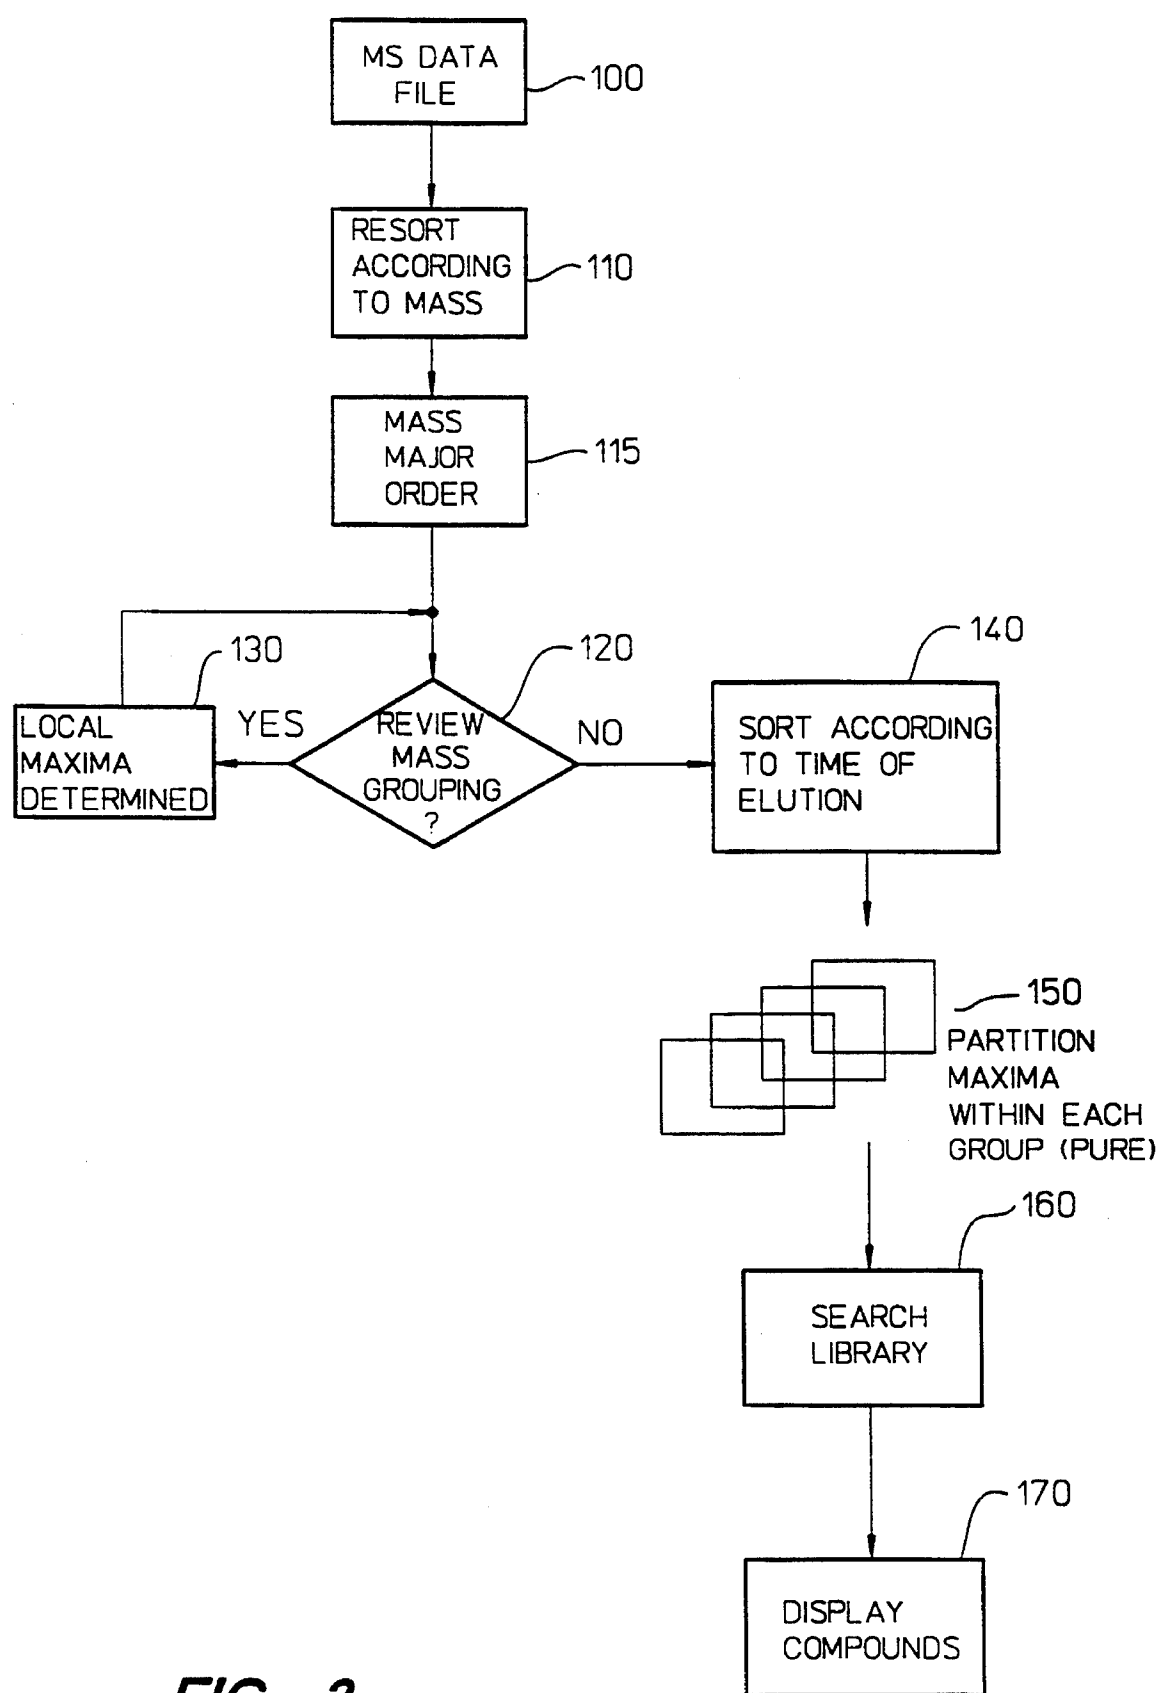 MS DATA
FILE
100
RESORT
ACCORDING
TO MASS
110
MASS
MAJOR
ORDER
115
130
120
140
LOCAL
MAXIMA
DETERMINED
YES
REVIEW
MASS
GROUPING
?
NO
SORT ACCORDING
TO TIME OF
ELUTION
150
PARTITION
MAXIMA
WITHIN EACH
GROUP (PURE)
160
SEARCH
LIBRARY
170
DISPLAY
COMPOUNDS